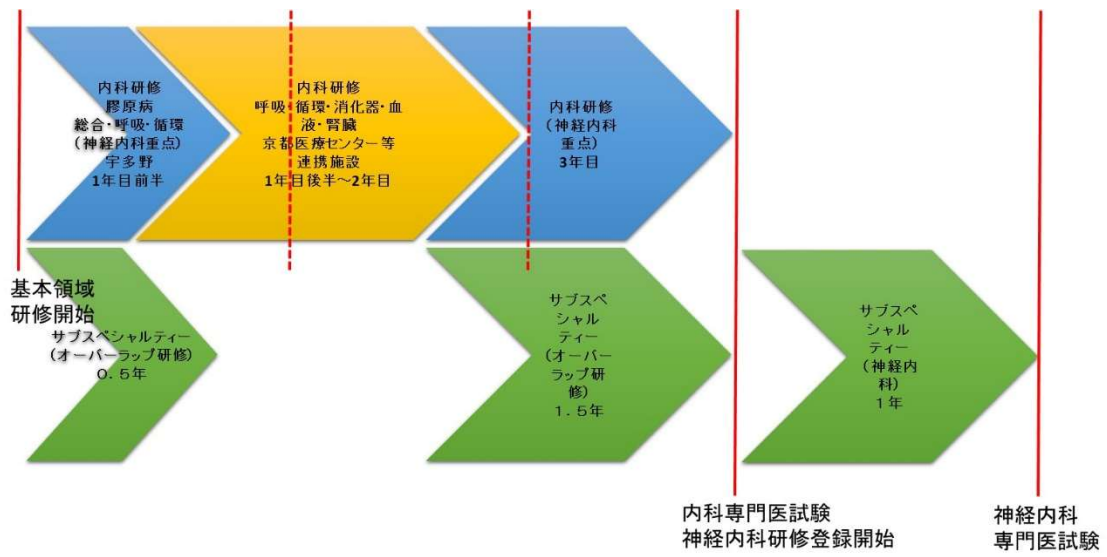 内科研修
膠原病
総合・呼吸・循環
(神経内科重点)
宇多野
1年目前半
内科研修
呼吸・循環・消化器・血
液・腎臓
京都医療センター等
連携施設
1年目後半～2年目
内科研修
(神経内科
重点)
3年目
基本領域
研修開始
サブスペシャルティー
(オーバーラップ研修)
０．５年
サブスペ
シャル
ティー
(オーバー
ラップ研
修)
１．５年
サブスペ
シャル
ティー
(神経内
科)
１年
内科専門医試験
神経内科研修登録開始
神経内科
専門医試験